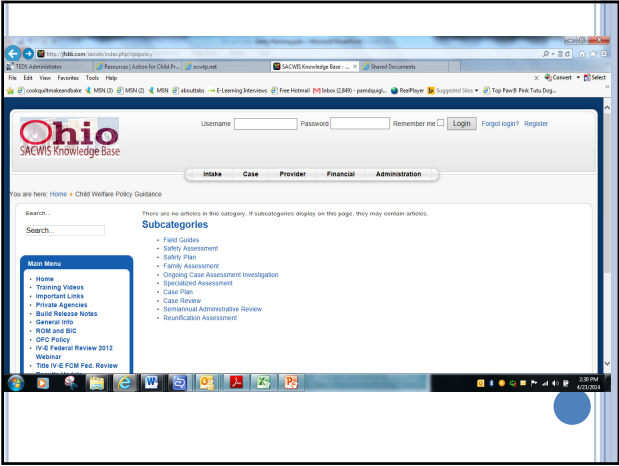 http://jfskb.com/sacwis/index.php/cpspolicy
TEDS Administrator Resources | Action for Child Pr... ocwtp.net SACWIS Knowledge Base - ... Shared Documents
File Edit View Favorites Tools Help
Convert Select
cookquiltmakeandbake MSN (3) MSN (2) MSN abouttabs E-Learning Interviews Free Hotmail MSN Inbox (2,849) - pamdquigl... RealPlayer Suggested Sites Top Paw® Pink Tutu Dog...
Ohio
SACWIS Knowledge Base
Username Password Remember me Login Forgot login? Register
Intake Case Provider Financial Administration
You are here: Home Child Welfare Policy Guidance
Search...
Search...
There are no articles in this category. If subcategories display on this page, they may contain articles.
Subcategories
• Field Guides
• Safety Assessment
• Safety Plan
• Family Assessment
• Ongoing Case Assessment Investigation
• Specialized Assessment
• Case Plan
• Case Review
• Semiannual Administrative Review
• Reunification Assessment
Main Menu
• Home
• Training Videos
• Important Links
• Private Agencies
• Build Release Notes
• General Info
• ROM and BIC
• OFC Policy
• IV-E Federal Review 2012
Webinar
• Title IV-E FCM Fed. Review
2:30 PM
4/23/2014